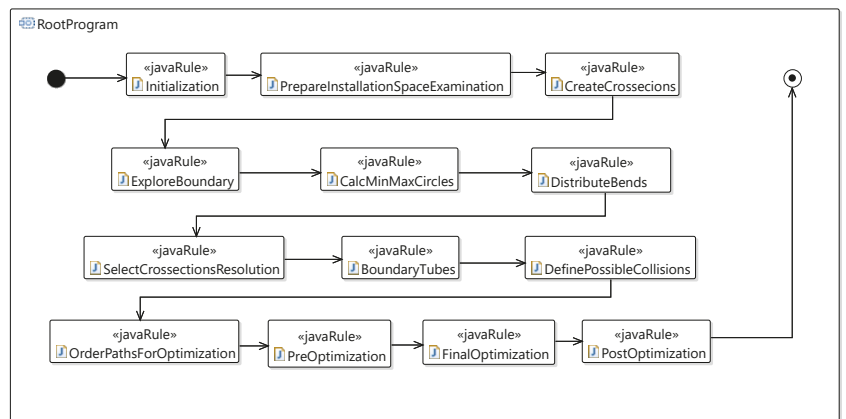 RootProgram
«javaRule»
Initialization
«javaRule»
PrepareInstallationSpaceExamination
«javaRule»
CreateCrossecions
«javaRule»
ExploreBoundary
«javaRule»
CalcMinMaxCircles
«javaRule»
DistributeBends
«javaRule»
SelectCrossectionsResolution
«javaRule»
BoundaryTubes
«javaRule»
DefinePossibleCollisions
«javaRule»
OrderPathsForOptimization
«javaRule»
PreOptimization
«javaRule»
FinalOptimization
«javaRule»
PostOptimization